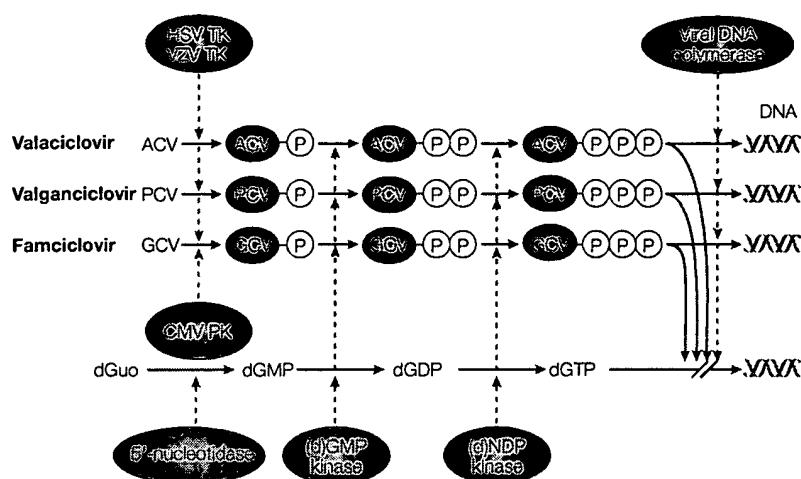 HSV TK
VZV TK
Viral DNA
polymerase
DNA
Valaciclovir ACV ACV P ACV P P ACV P P P
Valganciclovir PCV PCV P PCV P P PCV P P P
Famciclovir GCV GCV P GCV P P GCV P P P
CMV PK
dGuo dGMP dGDP dGTP
5'-nucleotidase
(d)GMP
kinase
(d)NDP
kinase